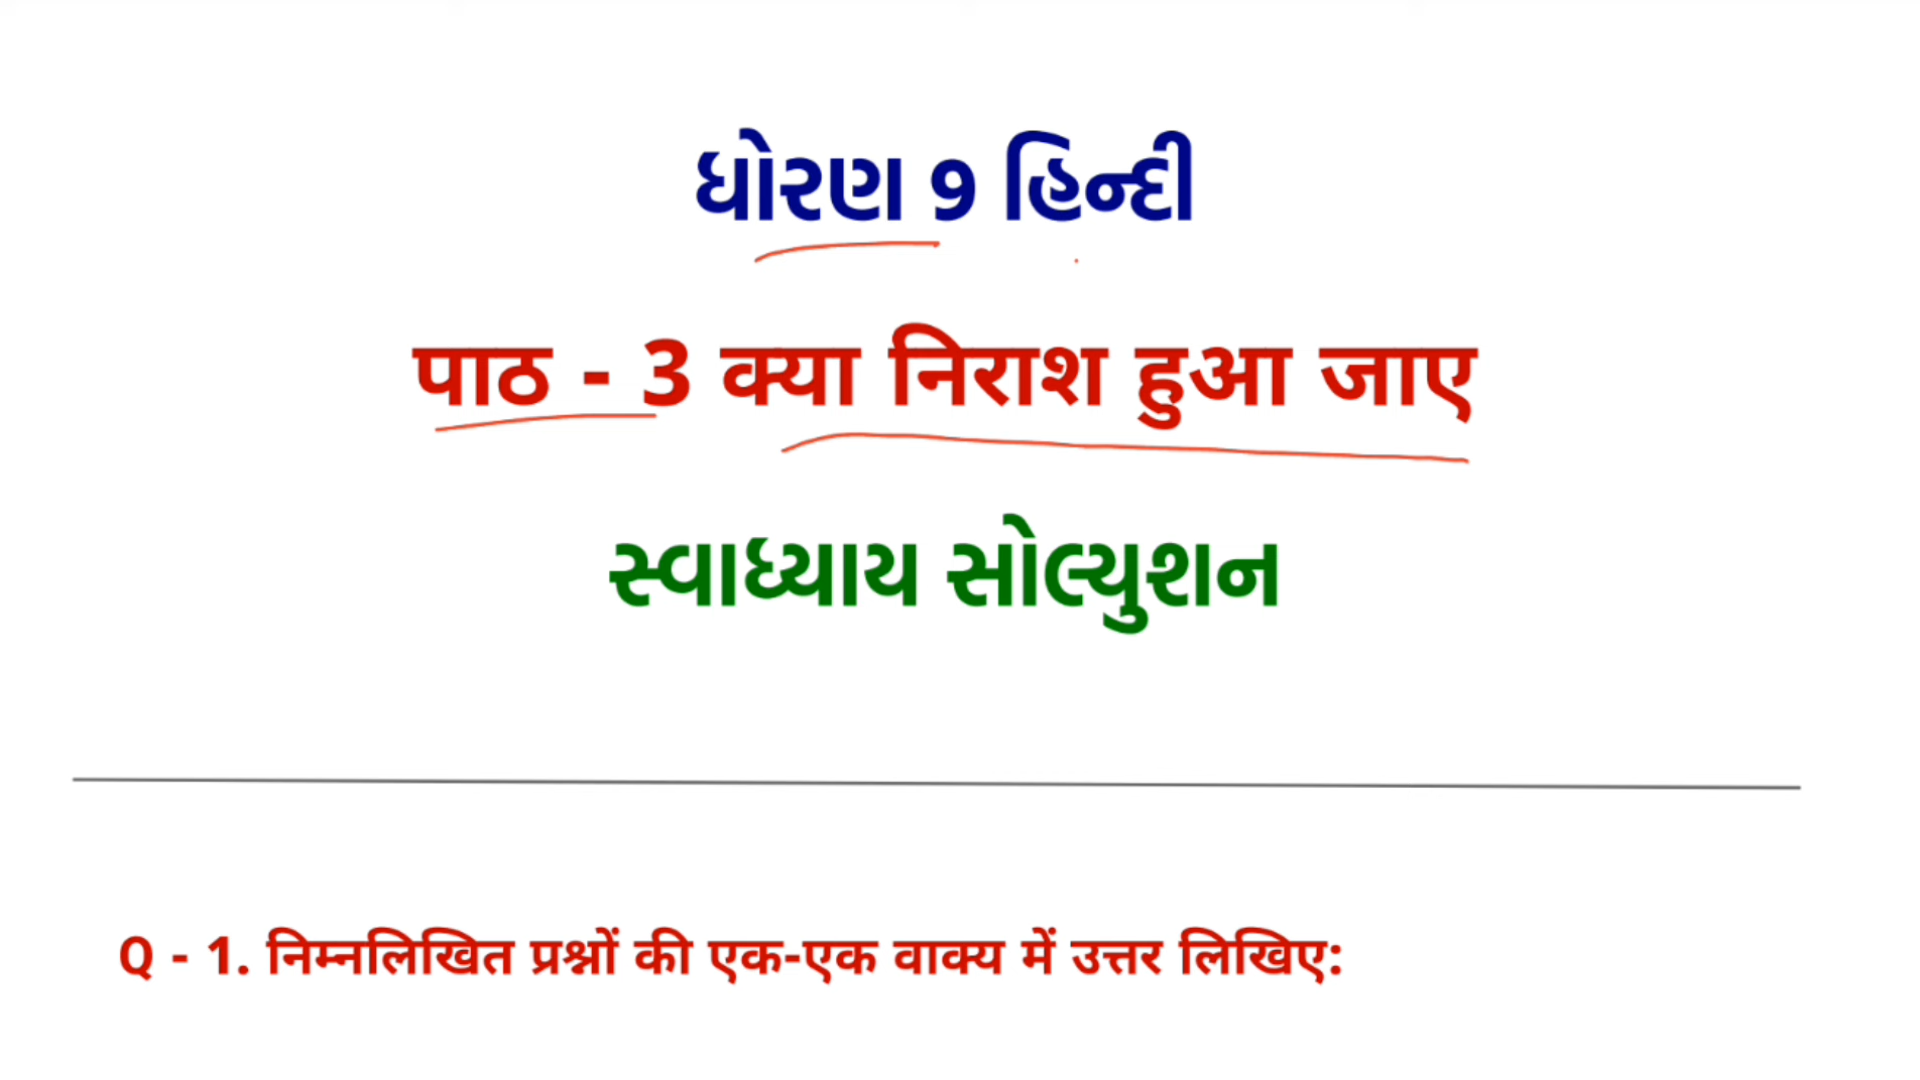 ધોરણ 9 હિન્દી
पाठ - 3 क्या निराश हुआ जाए
સ્વાધ્યાય સોલ્યુશન
Q - 1. निम्नलिखित प्रश्नों की एक-एक वाक्य में उत्तर लिखिए: